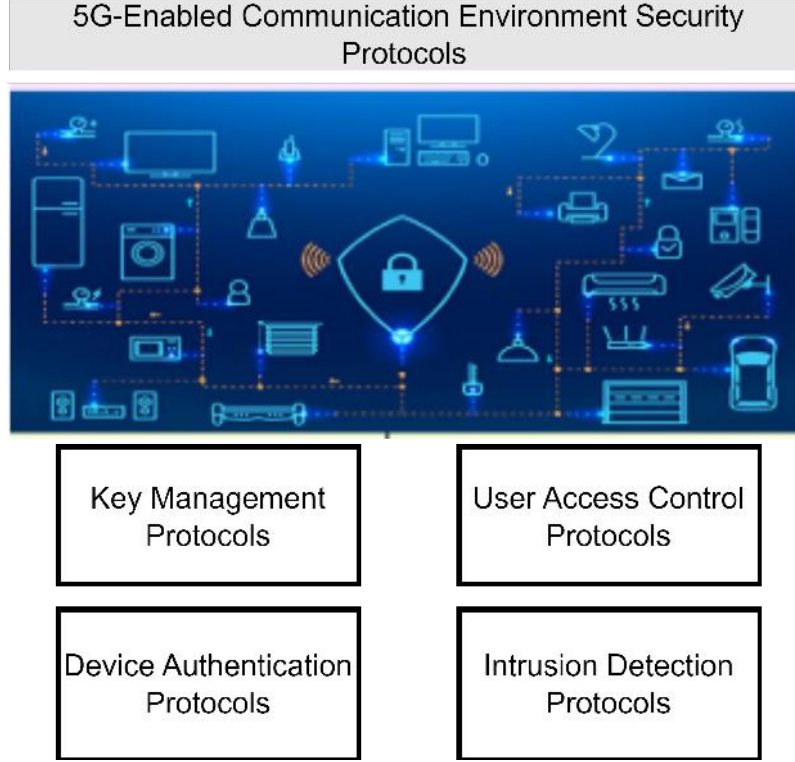 5G-Enabled Communication Environment Security
Protocols
Key Management
Protocols
User Access Control
Protocols
Device Authentication
Protocols
Intrusion Detection
Protocols